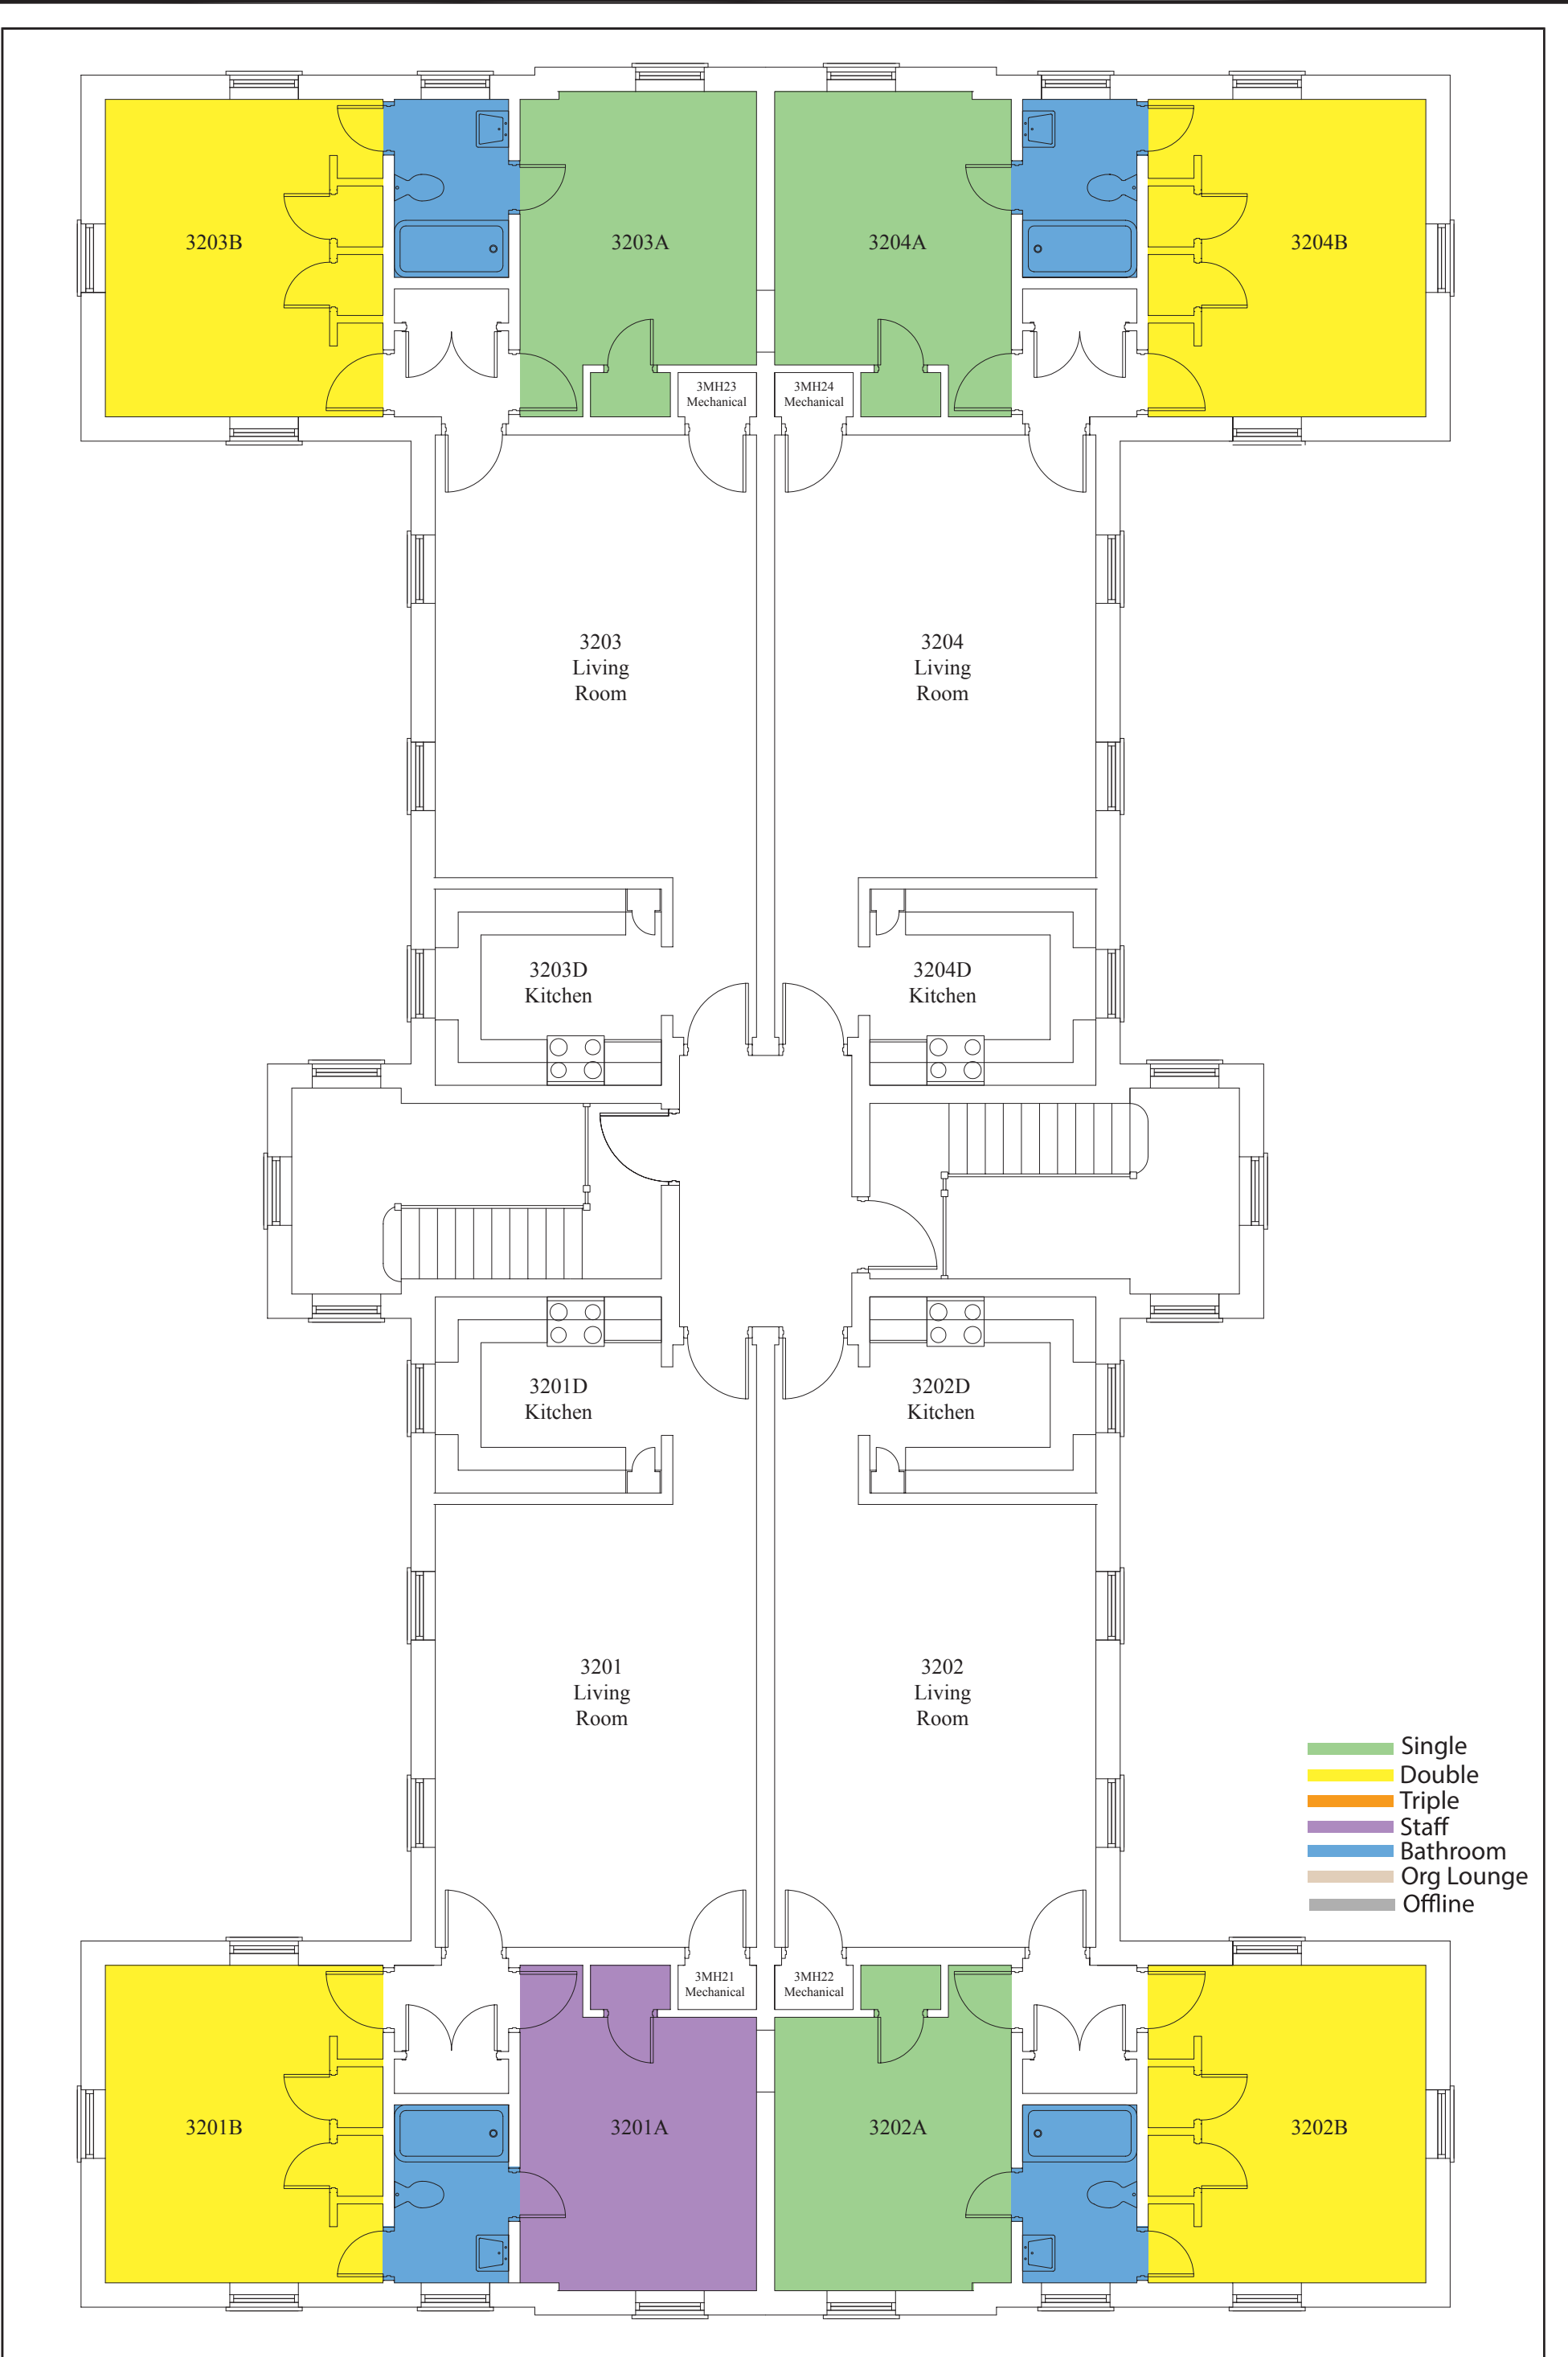 3203B
3203A
3204A
3204B
3MH23
Mechanical
3MH24
Mechanical
3203
Living
Room
3204
Living
Room
3203D
Kitchen
3204D
Kitchen
3201D
Kitchen
3202D
Kitchen
3201
Living
Room
3202
Living
Room
Single
Double
Triple
Staff
Bathroom
Org Lounge
Offline
3MH21
Mechanical
3MH22
Mechanical
3201B
3201A
3202A
3202B